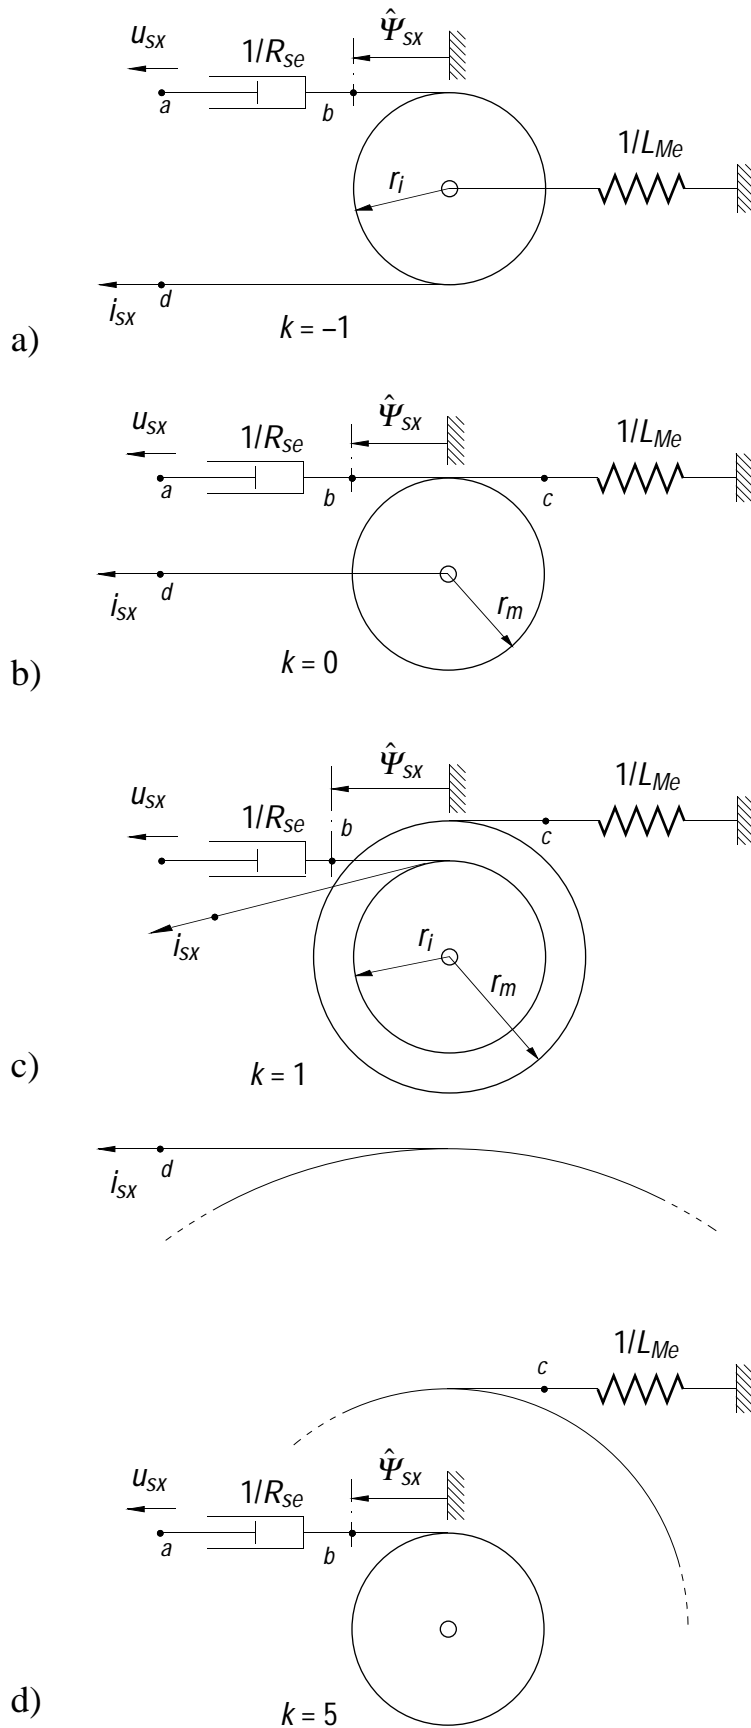 u_sx 1/R_se Ψ̂_sx
a b
r_i 1/L_Me
i_sx d
k = –1
a)
u_sx 1/R_se Ψ̂_sx 1/L_Me
a b c
i_sx d
r_m
k = 0
b)
u_sx 1/R_se Ψ̂_sx 1/L_Me
b c
i_sx r_i
r_m
k = 1
c)
i_sx d
c 1/L_Me
u_sx 1/R_se Ψ̂_sx
a b
k = 5
d)